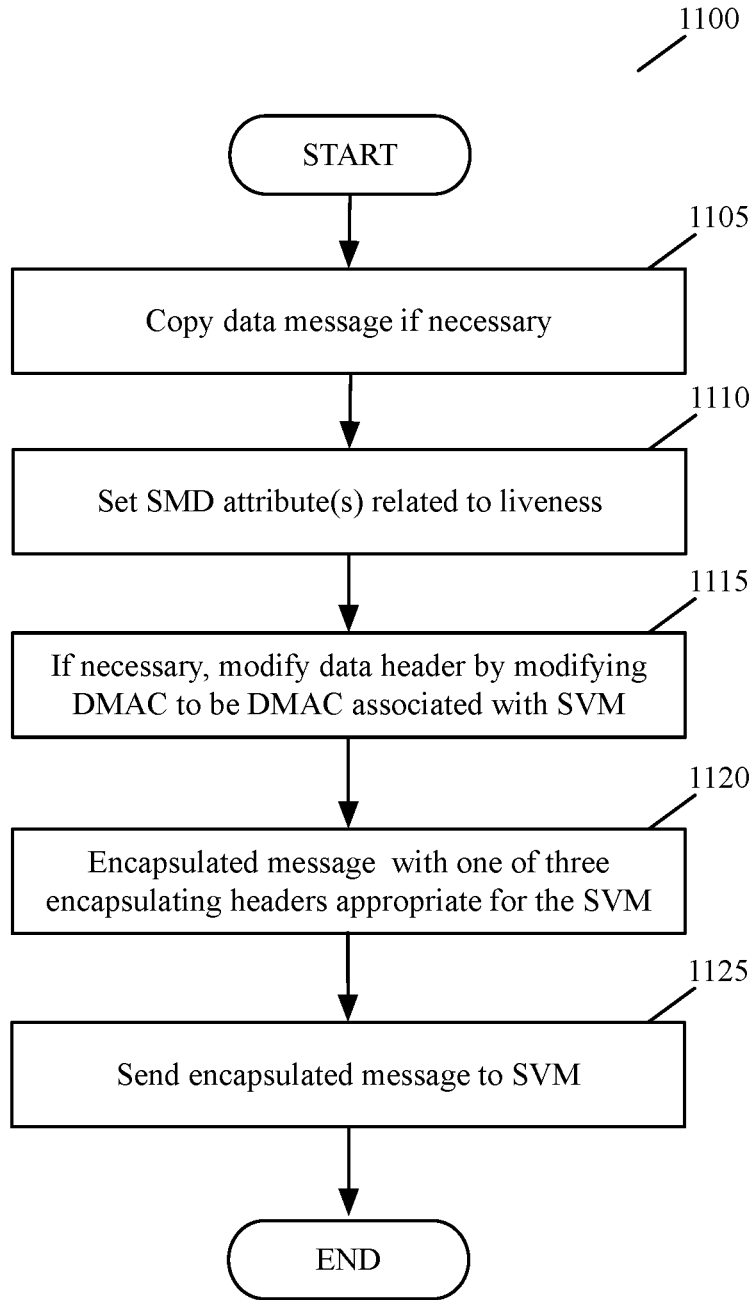 1100
START
1105
Copy data message if necessary
1110
Set SMD attribute(s) related to liveness
1115
If necessary, modify data header by modifying
DMAC to be DMAC associated with SVM
1120
Encapsulated message with one of three
encapsulating headers appropriate for the SVM
1125
Send encapsulated message to SVM
END